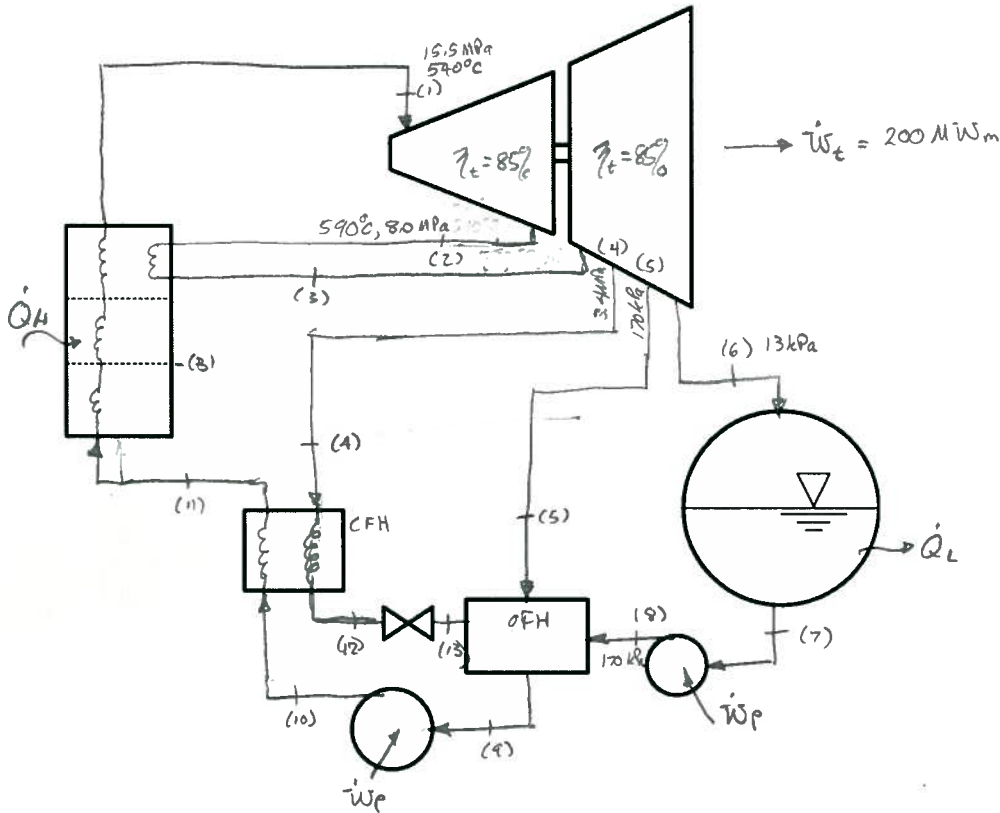 15.5 MPa
540°C
(1)
ηt = 85%
ηt = 85%
Ẇt = 200 MWm
590°C, 8.0 MPa
(2)
(3)
(4) (5)
170 kPa
Q̇H
(B)
(6) 13 kPa
(4)
(11)
CFH
(5)
Q̇L
OFH
(8)
170 kPa
(7)
(12)
(13)
Ẇp
(10)
(9)
Ẇp